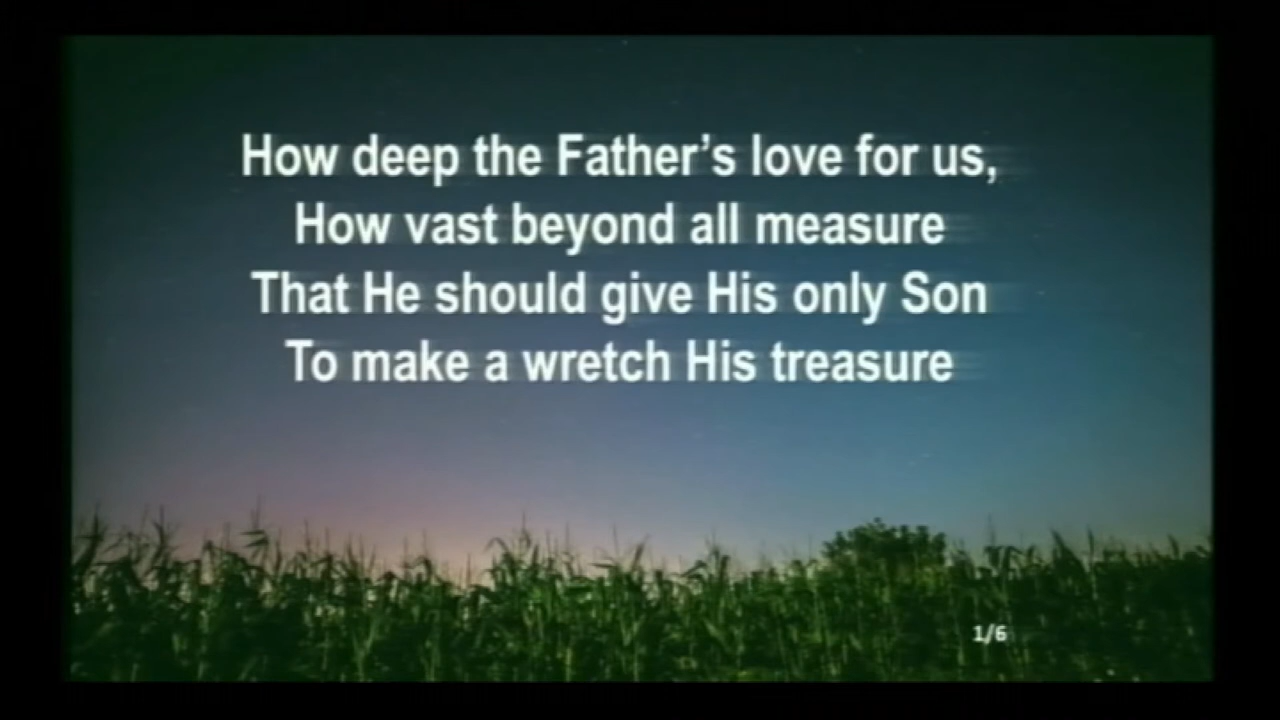 How deep the Father’s love for us,
How vast beyond all measure
That He should give His only Son
To make a wretch His treasure
1/6